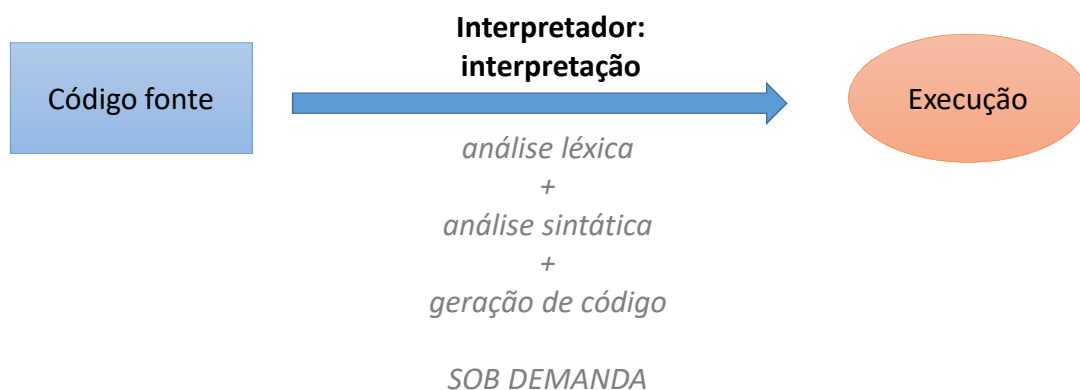 Código fonte
Interpretador:
interpretação
Execução
análise léxica
+
análise sintática
+
geração de código
SOB DEMANDA